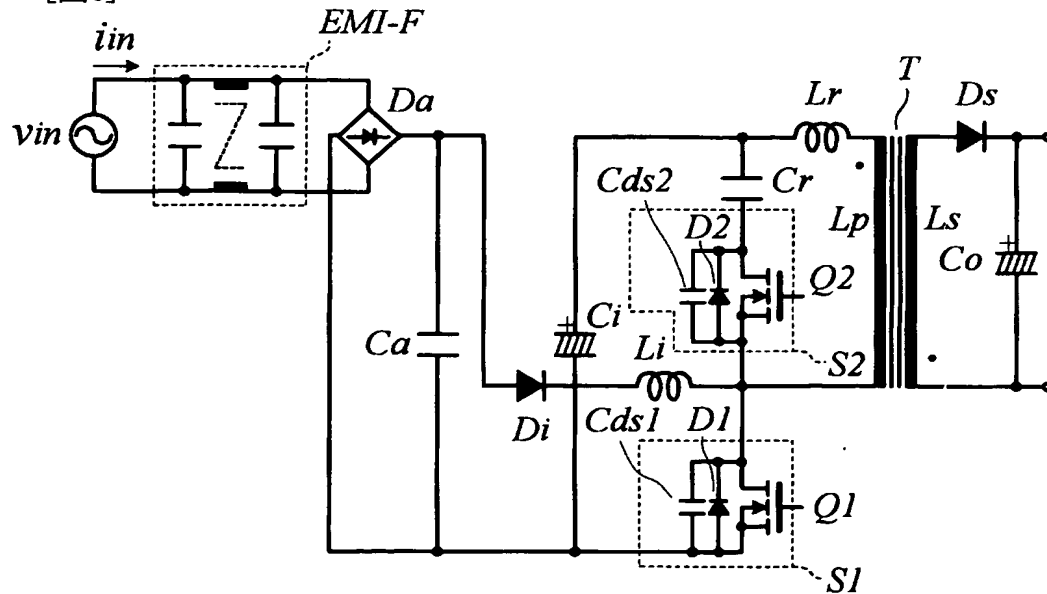 EMI-F
iin
vin
Da
Lr
T
Ds
Cds2
Cr
D2
Lp
Ls
Co
+
Q2
Ca
+
Ci
Li
S2
Di
Cds1
D1
Q1
S1